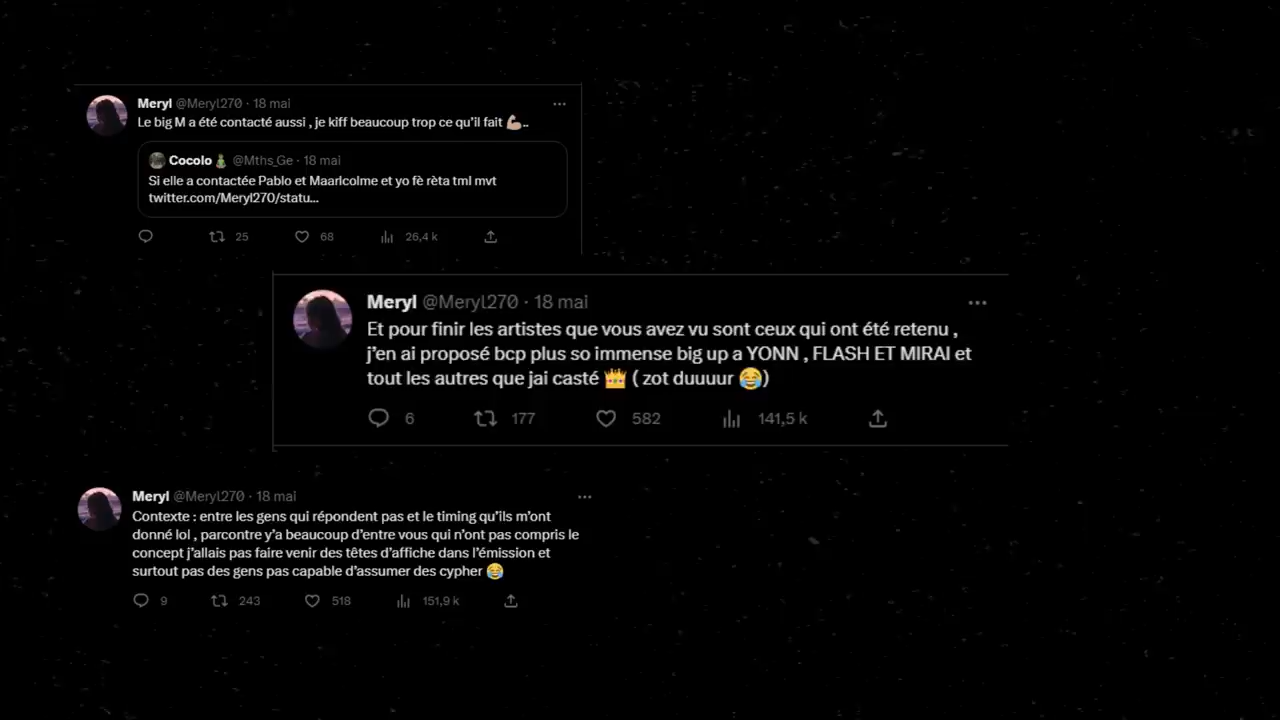 Meryl @Meryl270 · 18 mai
Le big M a été contacté aussi , je kiff beaucoup trop ce qu'il fait 💪🏼..
Cocolo 🍐 @Mths_Ge · 18 mai
Si elle a contactée Pablo et Maarlcolme et yo fè rèta tml mvt
twitter.com/Meryl270/statu...
25 68 26,4 k
Meryl @Meryl270 · 18 mai
Et pour finir les artistes que vous avez vu sont ceux qui ont été retenu ,
j'en ai proposé bcp plus so immense big up a YONN , FLASH ET MIRAI et
tout les autres que jai casté 👑 ( zot duuuur 😂)
6 177 582 141,5 k
Meryl @Meryl270 · 18 mai
Contexte : entre les gens qui répondent pas et le timing qu'ils m'ont
donné lol , parcontre y'a beaucoup d'entre vous qui n'ont pas compris le
concept j'allais pas faire venir des têtes d'affiche dans l'émission et
surtout pas des gens pas capable d'assumer des cypher 😂
9 243 518 151,9 k